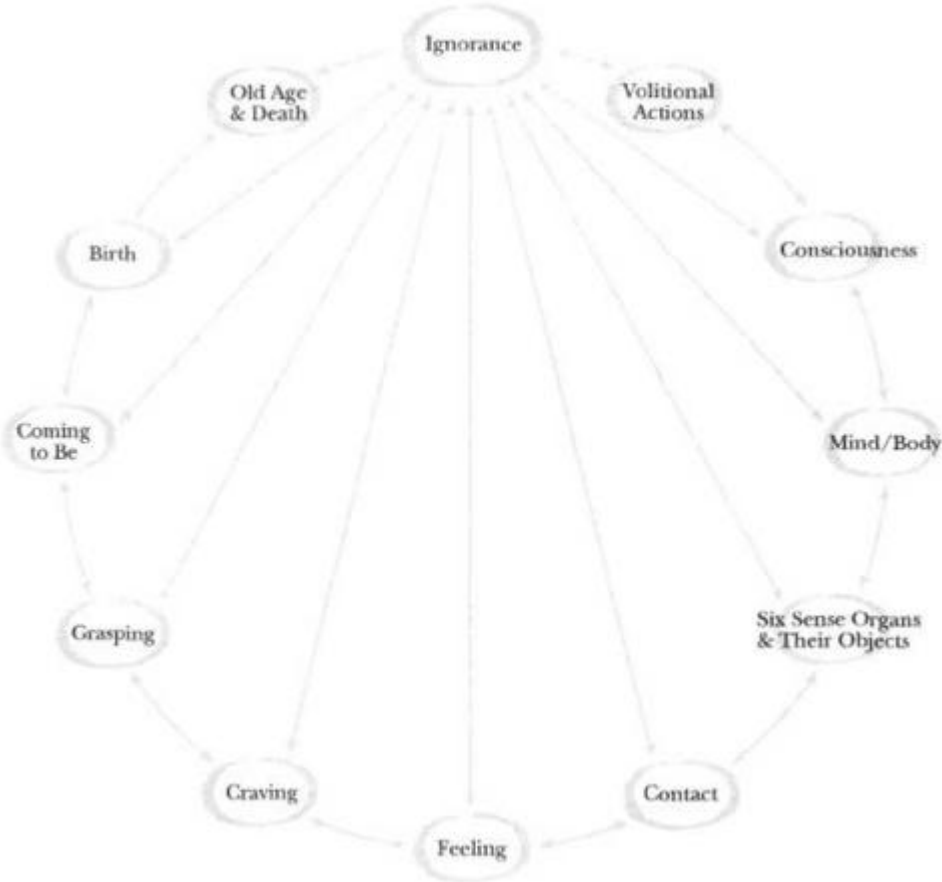 Ignorance
Old Age
& Death
Volitional
Actions
Birth
Consciousness
Coming
to Be
Mind/Body
Grasping
Six Sense Organs
& Their Objects
Craving
Contact
Feeling